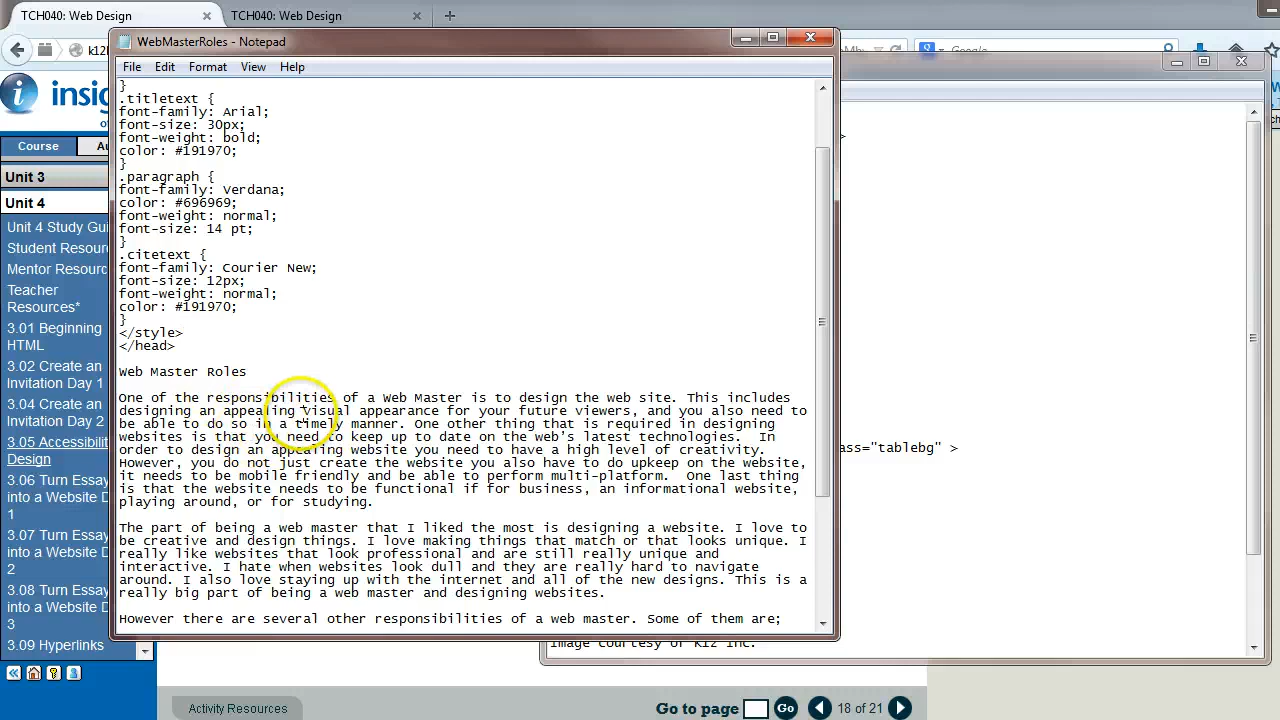 TCH040: Web Design
TCH040: Web Design
WebMasterRoles - Notepad
k12
Google
insig
File Edit Format View Help
}
.titletext {
font-family: Arial;
font-size: 30px;
font-weight: bold;
color: #191970;
}
.paragraph {
font-family: Verdana;
color: #696969;
font-weight: normal;
font-size: 14 pt;
}
.citetext {
font-family: Courier New;
font-size: 12px;
font-weight: normal;
color: #191970;
}
</style>
</head>
Web Master Roles
One of the responsibilities of a Web Master is to design the web site. This includes
designing an appealing visual appearance for your future viewers, and you also need to
be able to do so in a timely manner. One other thing that is required in designing
websites is that you need to keep up to date on the web's latest technologies.  In
order to design an appealing website you need to have a high level of creativity.
However, you do not just create the website you also have to do upkeep on the website,
it needs to be mobile friendly and be able to perform multi-platform.  One last thing
is that the website needs to be functional if for business, an informational website,
playing around, or for studying.
The part of being a web master that I liked the most is designing a website. I love to
be creative and design things. I love making things that match or that looks unique. I
really like websites that look professional and are still really unique and
interactive. I hate when websites look dull and they are really hard to navigate
around. I also love staying up with the internet and all of the new designs. This is a
really big part of being a web master and designing websites.
However there are several other responsibilities of a web master. Some of them are;
Course Au
Unit 3
Unit 4
Unit 4 Study Gui
Student Resourc
Mentor Resourc
Teacher
Resources*
3.01 Beginning
HTML
3.02 Create an
Invitation Day 1
3.04 Create an
Invitation Day 2
3.05 Accessibili
Design
3.06 Turn Essay
into a Website D
1
3.07 Turn Essay
into a Website D
2
3.08 Turn Essay
into a Website D
3
3.09 Hyperlinks
ass="tablebg" >
Image Courtesy of K12 Inc.
Activity Resources
Go to page Go 18 of 21